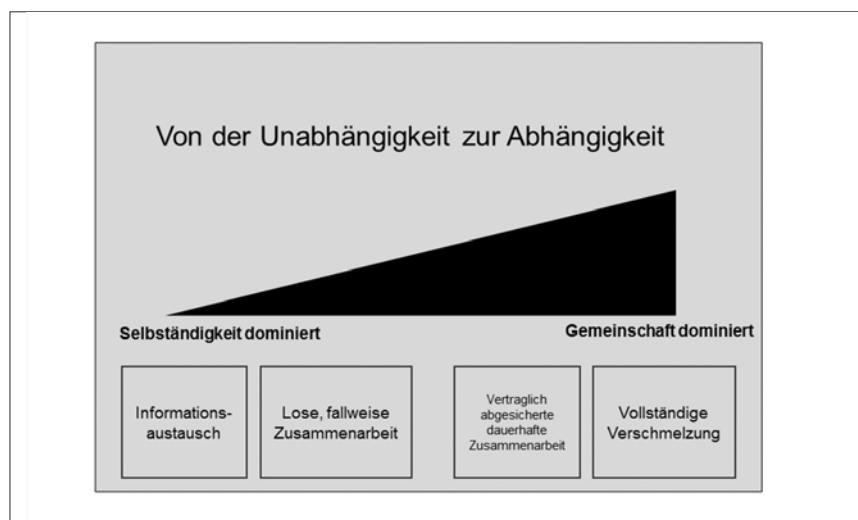 Von der Unabhängigkeit zur Abhängigkeit
Selbständigkeit dominiert
Gemeinschaft dominiert
Informations-
austausch
Lose, fallweise
Zusammenarbeit
Vertraglich
abgesicherte
dauerhafte
Zusammenarbeit
Vollständige
Verschmelzung